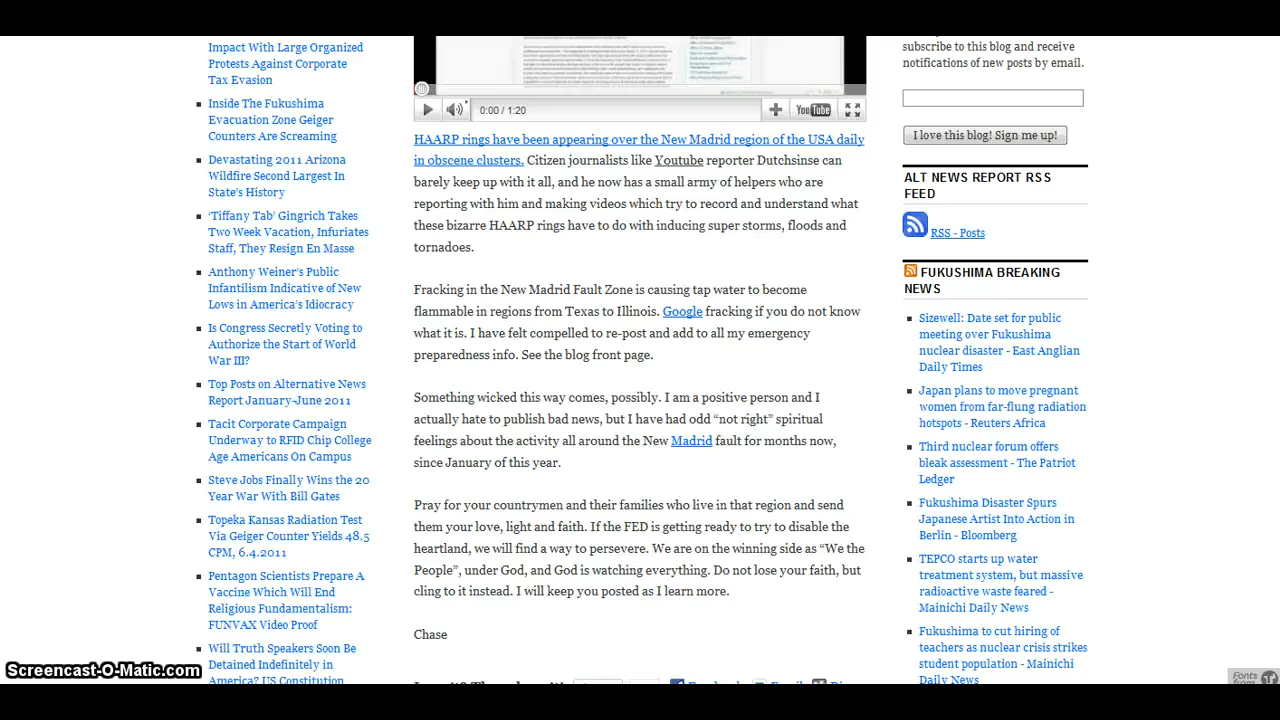 Impact With Large Organized
Protests Against Corporate
Tax Evasion
Inside The Fukushima
Evacuation Zone Geiger
Counters Are Screaming
Devastating 2011 Arizona
Wildfire Second Largest In
State's History
'Tiffany Tab' Gingrich Takes
Two Week Vacation, Infuriates
Staff, They Resign En Masse
Anthony Weiner's Public
Infantilism Indicative of New
Lows in America's Idiocracy
Is Congress Secretly Voting to
Authorize the Start of World
War III?
Top Posts on Alternative News
Report January-June 2011
Tacit Corporate Campaign
Underway to RFID Chip College
Age Americans On Campus
Steve Jobs Finally Wins the 20
Year War With Bill Gates
Topeka Kansas Radiation Test
Via Geiger Counter Yields 48.5
CPM, 6.4.2011
Pentagon Scientists Prepare A
Vaccine Which Will End
Religious Fundamentalism:
FUNVAX Video Proof
Will Truth Speakers Soon Be
Detained Indefinitely in
America? US Constitution
Screencast-O-Matic.com
0:00 / 1:20
YouTube
HAARP rings have been appearing over the New Madrid region of the USA daily
in obscene clusters. Citizen journalists like Youtube reporter Dutchsinse can
barely keep up with it all, and he now has a small army of helpers who are
reporting with him and making videos which try to record and understand what
these bizarre HAARP rings have to do with inducing super storms, floods and
tornadoes.
Fracking in the New Madrid Fault Zone is causing tap water to become
flammable in regions from Texas to Illinois. Google fracking if you do not know
what it is. I have felt compelled to re-post and add to all my emergency
preparedness info. See the blog front page.
Something wicked this way comes, possibly. I am a positive person and I
actually hate to publish bad news, but I have had odd “not right” spiritual
feelings about the activity all around the New Madrid fault for months now,
since January of this year.
Pray for your countrymen and their families who live in that region and send
them your love, light and faith. If the FED is getting ready to try to disable the
heartland, we will find a way to persevere. We are on the winning side as “We the
People”, under God, and God is watching everything. Do not lose your faith, but
cling to it instead. I will keep you posted as I learn more.
Chase
subscribe to this blog and receive
notifications of new posts by email.
I love this blog! Sign me up!
ALT NEWS REPORT RSS
FEED
RSS - Posts
FUKUSHIMA BREAKING
NEWS
Sizewell: Date set for public
meeting over Fukushima
nuclear disaster - East Anglian
Daily Times
Japan plans to move pregnant
women from far-flung radiation
hotspots - Reuters Africa
Third nuclear forum offers
bleak assessment - The Patriot
Ledger
Fukushima Disaster Spurs
Japanese Artist Into Action in
Berlin - Bloomberg
TEPCO starts up water
treatment system, but massive
radioactive waste feared -
Mainichi Daily News
Fukushima to cut hiring of
teachers as nuclear crisis strikes
student population - Mainichi
Daily News
Fonts
from